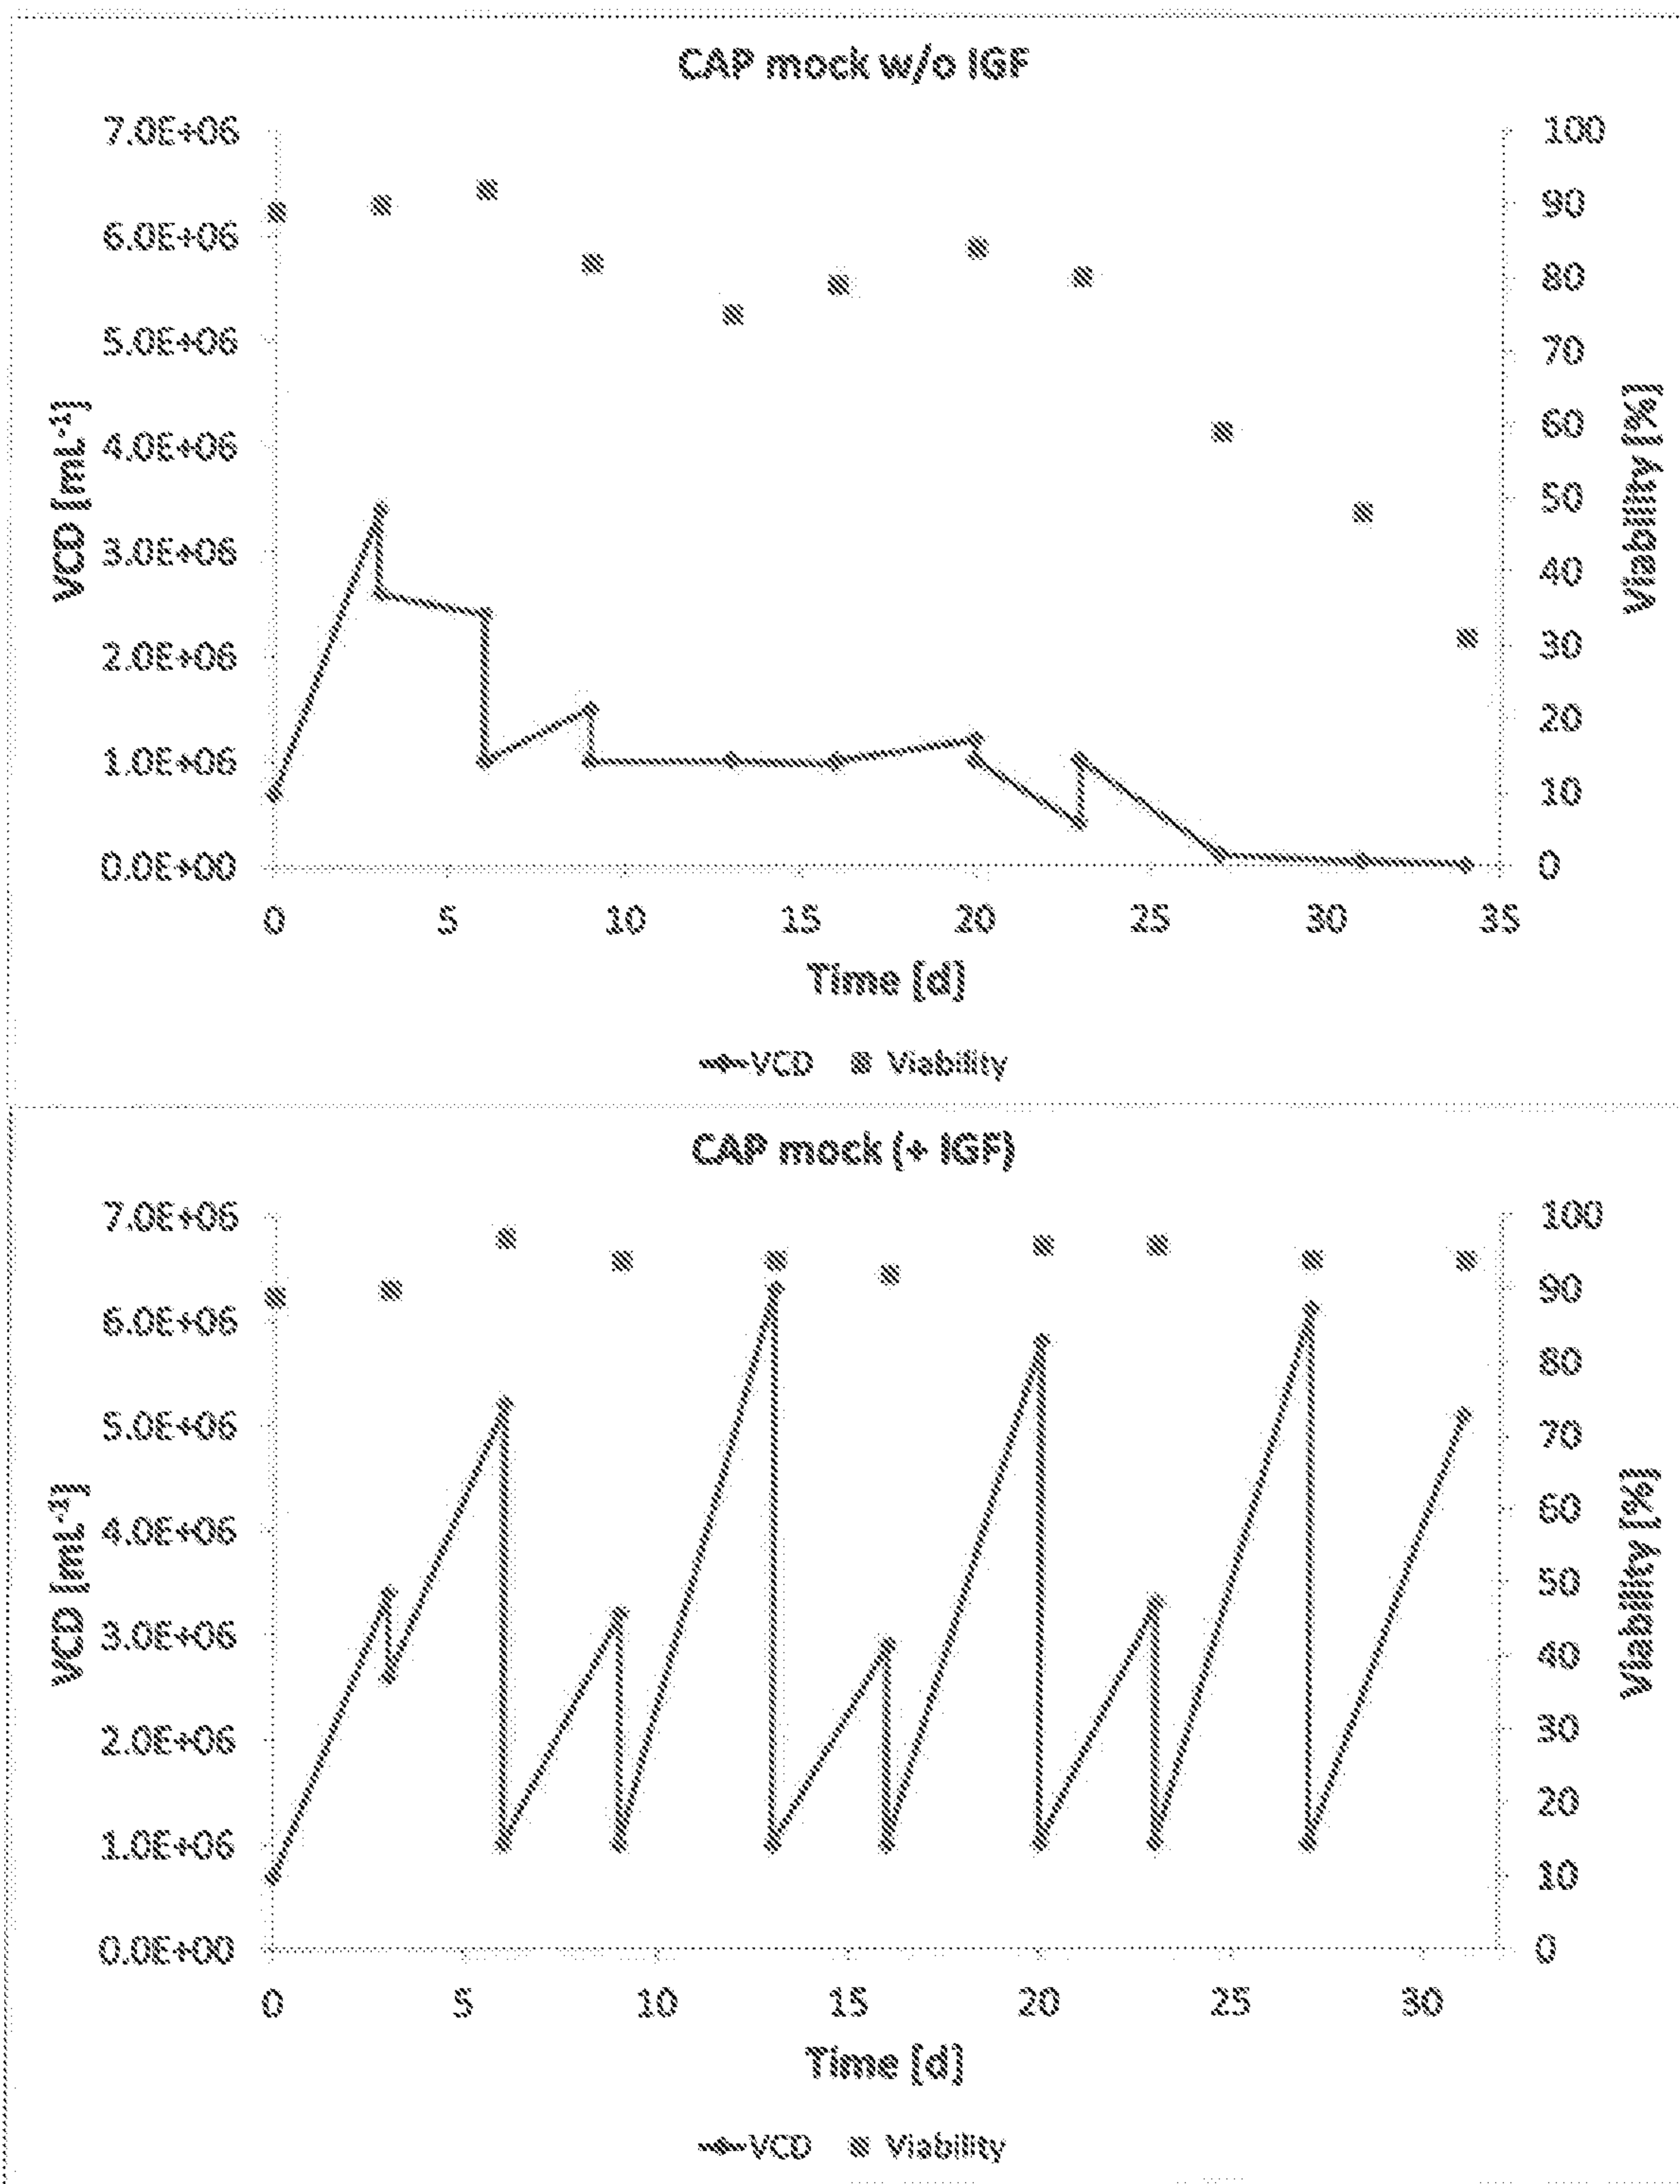 CAP mock w/o IGF
7.0E+06
6.0E+06
5.0E+06
4.0E+06
3.0E+06
2.0E+06
1.0E+06
0.0E+00
VCD [mL-1]
100
90
80
70
60
50
40
30
20
10
0
Viability [%]
0 5 10 15 20 25 30 35
Time [d]
VCD Viability
CAP mock (+ IGF)
7.0E+06
6.0E+06
5.0E+06
4.0E+06
3.0E+06
2.0E+06
1.0E+06
0.0E+00
VCD [mL-1]
100
90
80
70
60
50
40
30
20
10
0
Viability [%]
0 5 10 15 20 25 30
Time [d]
VCD Viability